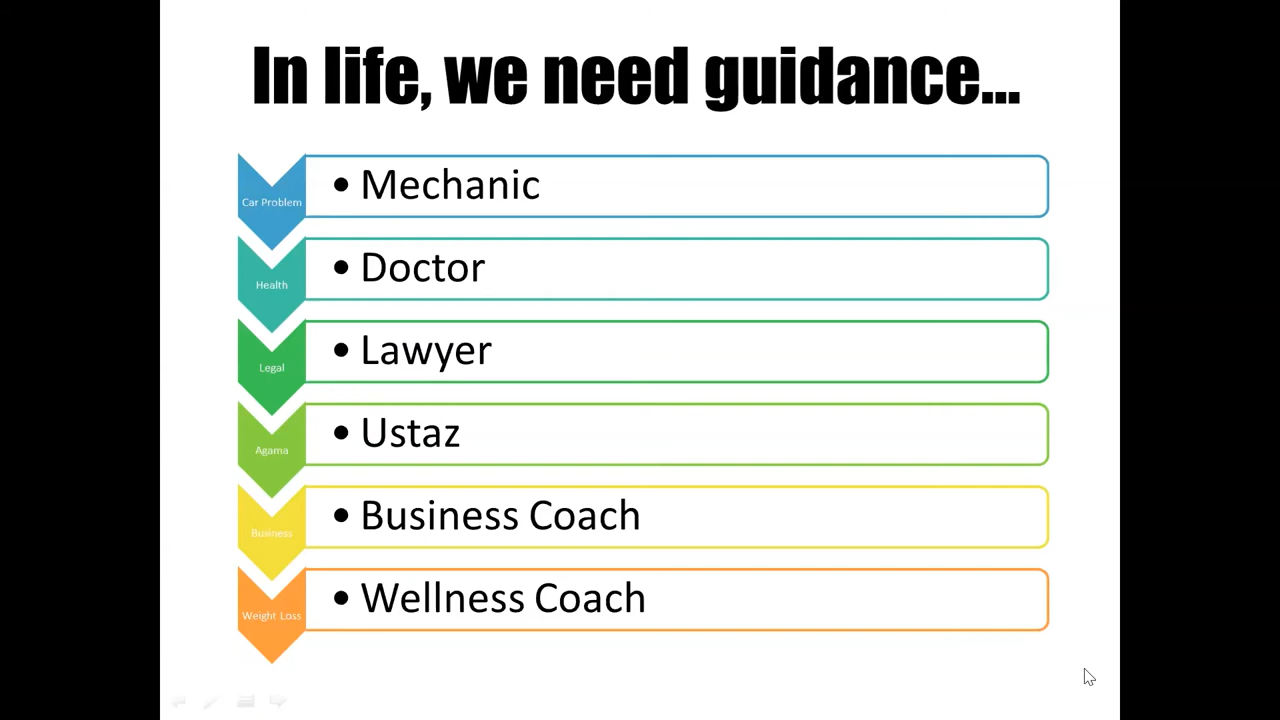 In life, we need guidance...
Car Problem
• Mechanic
Health
• Doctor
Legal
• Lawyer
Agama
• Ustaz
Business
• Business Coach
Weight Loss
• Wellness Coach